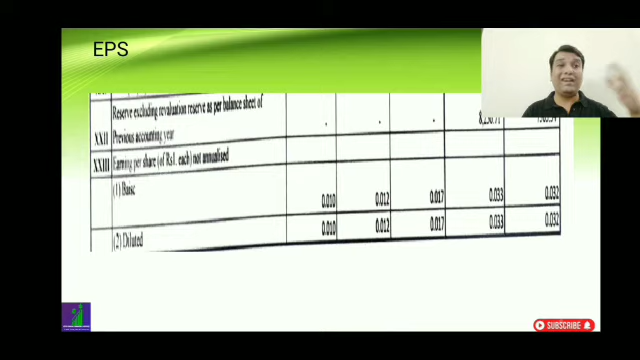 EPS
Reserve excluding revaluation reserve as per balance sheet of
XXII Previous accounting year
XXIII Earning per share (of Rs1. each) not annualised
(1) Basic 0.010 0.012 0.017 0.033 0.032
(2) Diluted 0.010 0.012 0.017 0.033 0.032
SUBSCRIBE